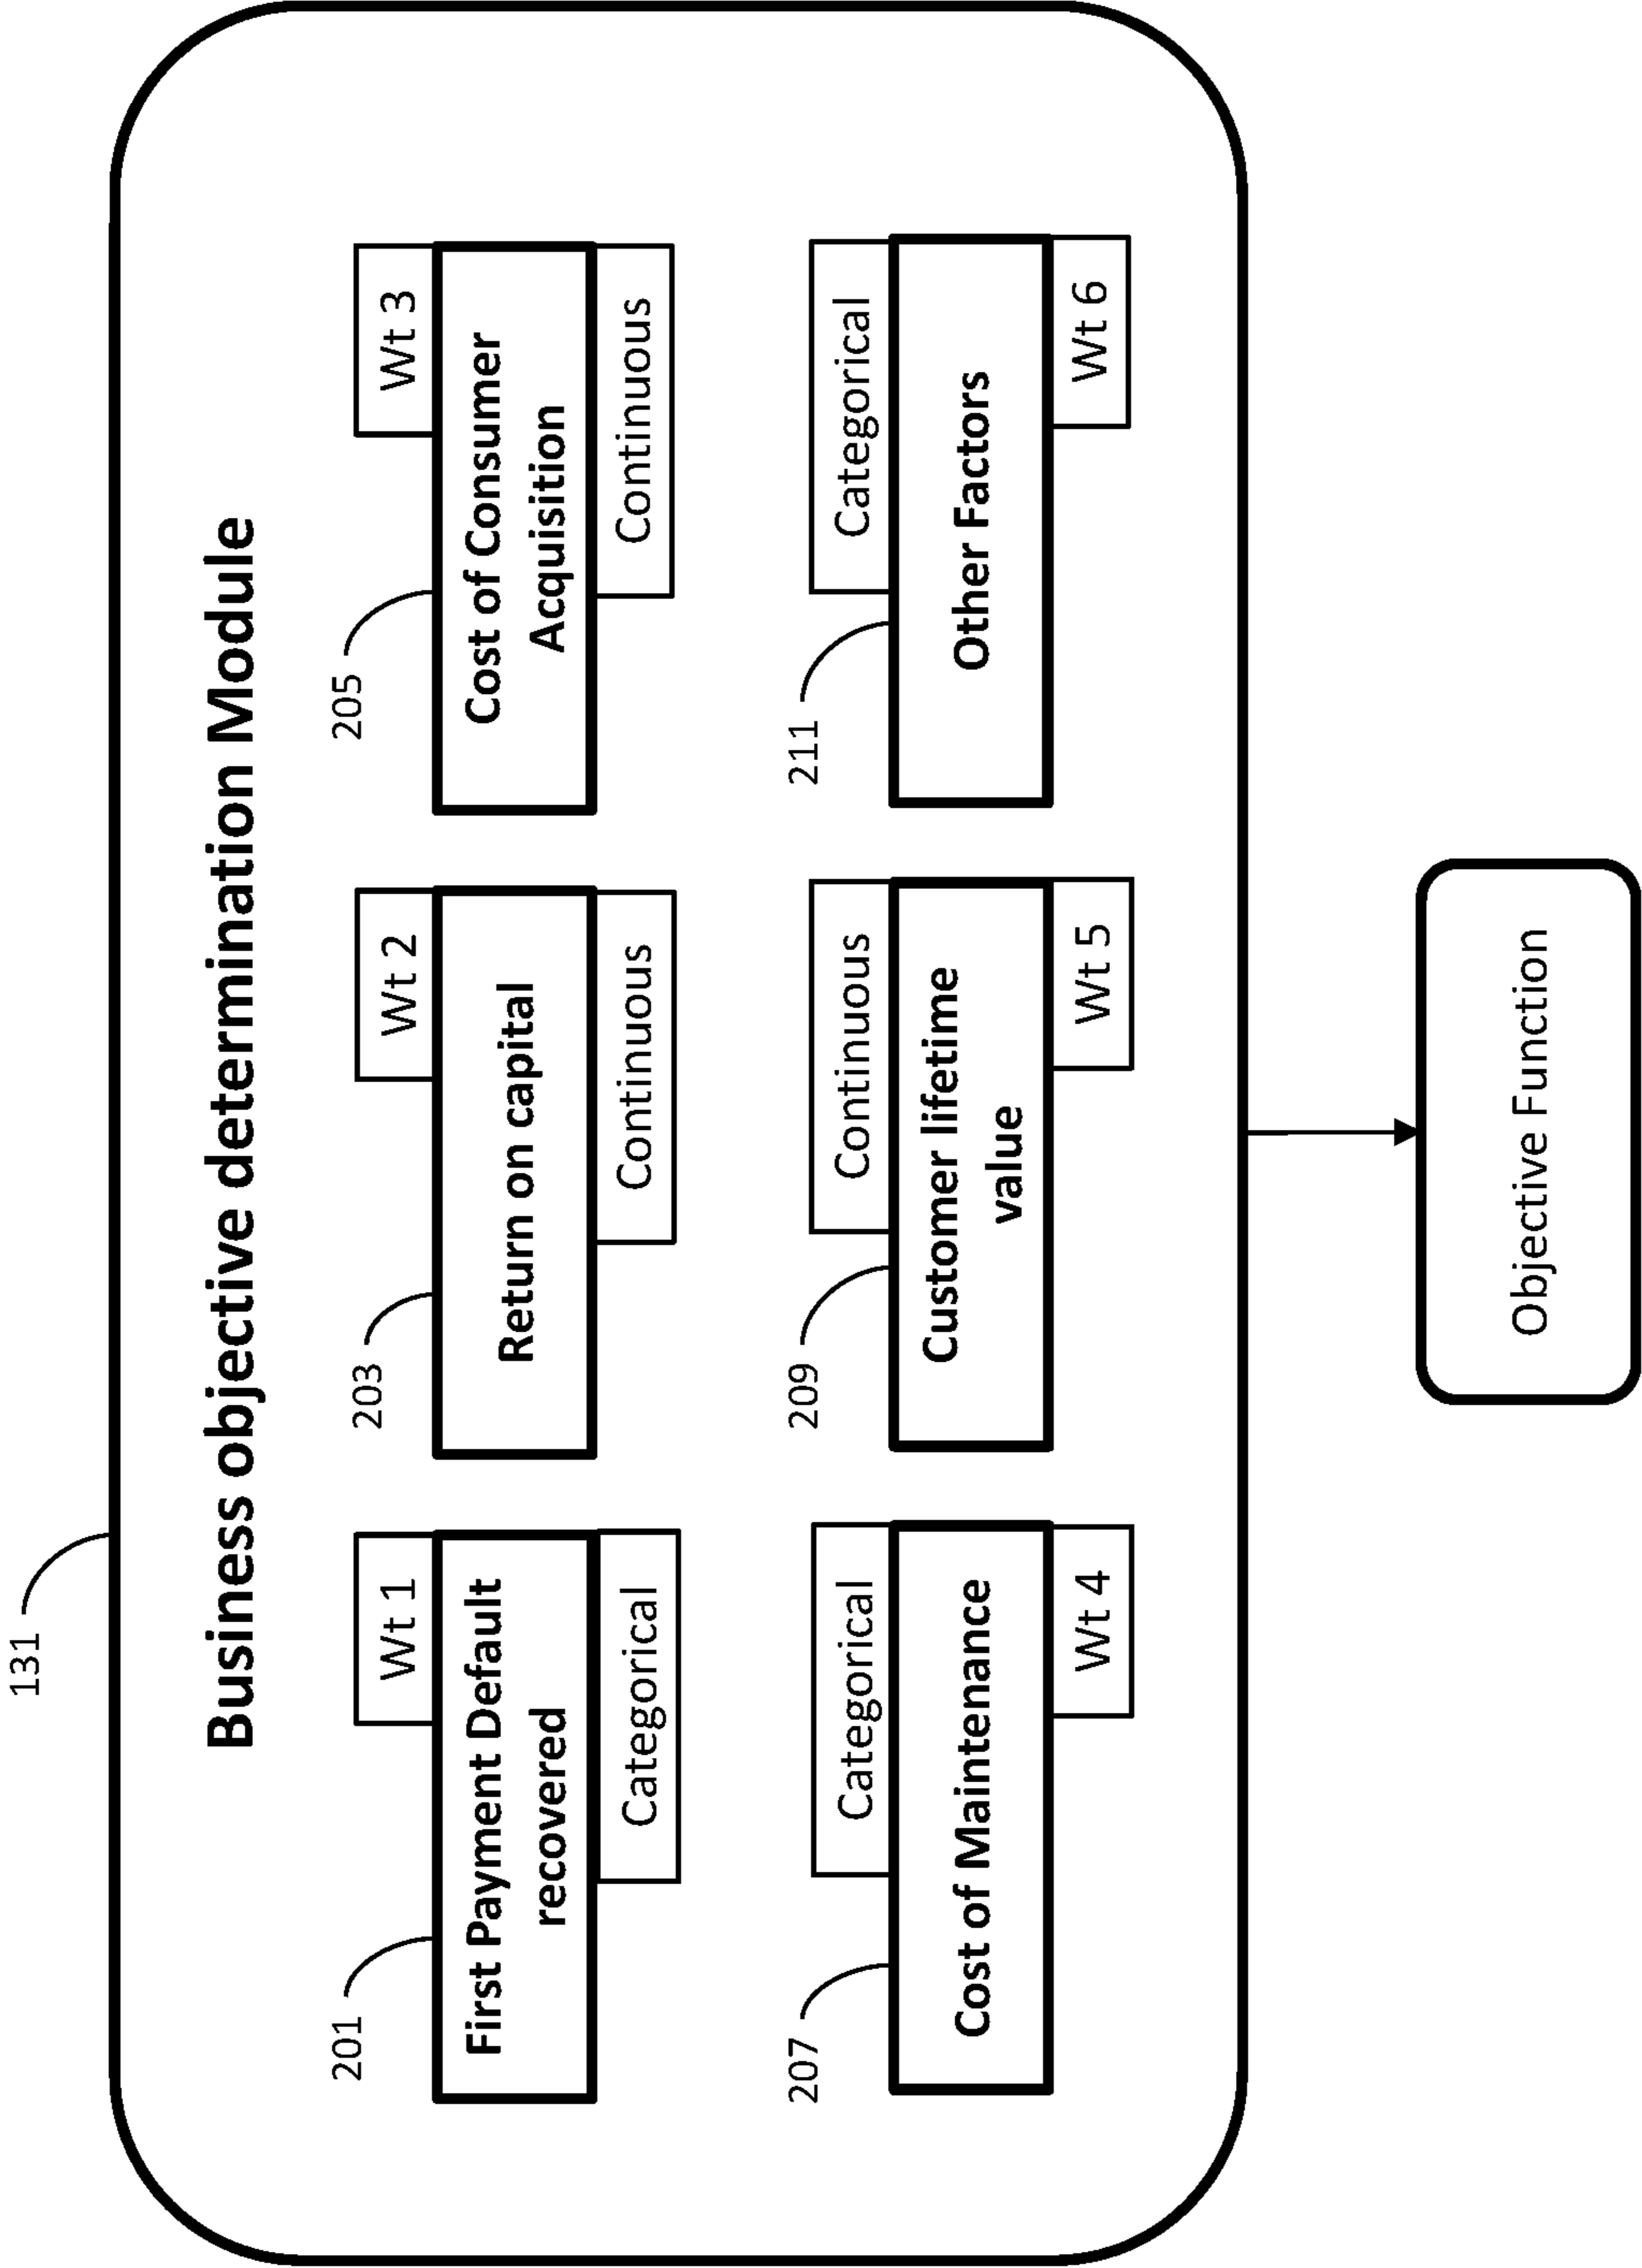 131
Business objective determination Module
201
Wt 1
First Payment Default
recovered
Categorical
203
Wt 2
Return on capital
Continuous
205
Wt 3
Cost of Consumer
Acquisition
Continuous
207
Categorical
Cost of Maintenance
Wt 4
209
Continuous
Customer lifetime
value
Wt 5
211
Categorical
Other Factors
Wt 6
Objective Function